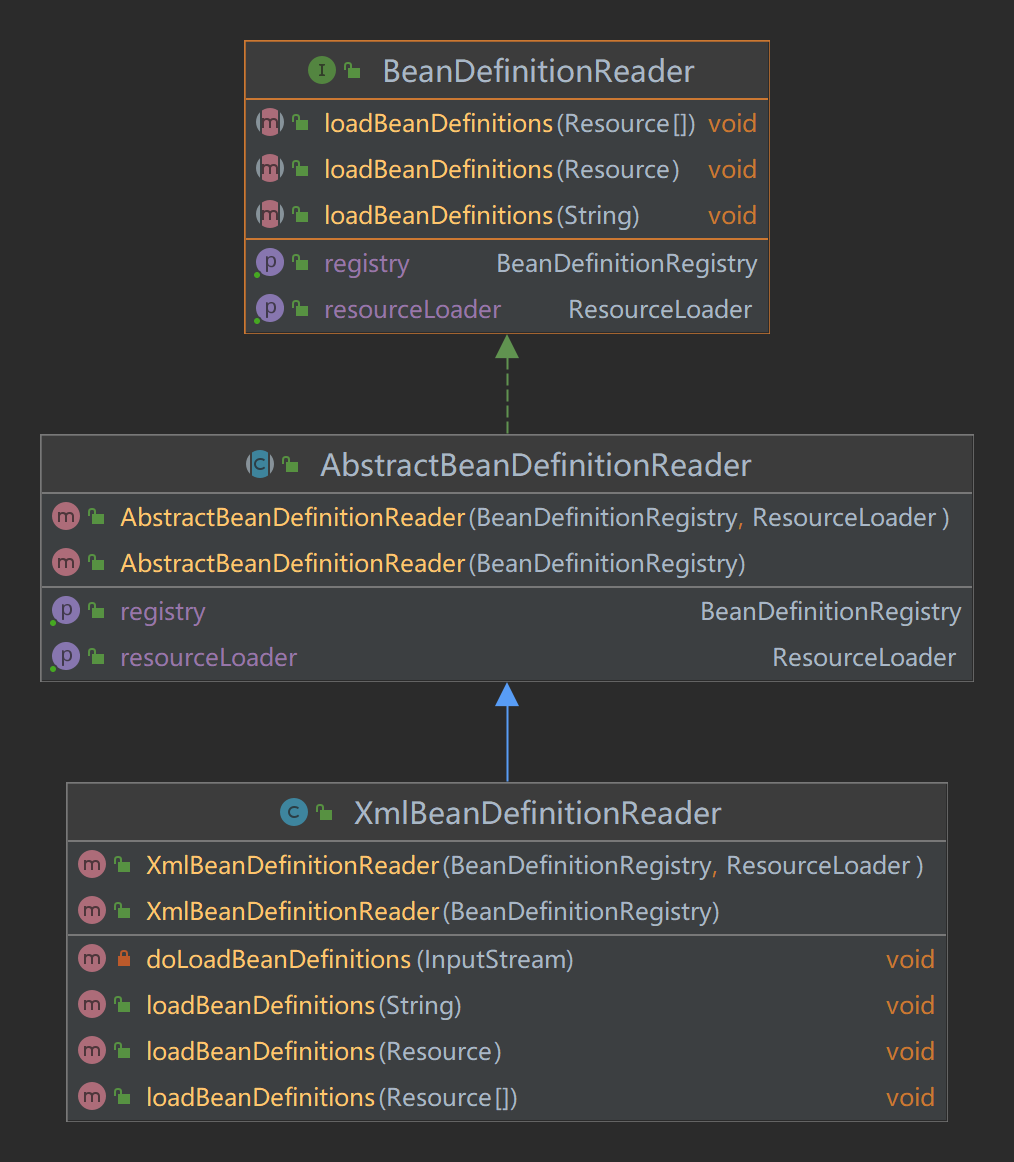 I BeanDefinitionReader
m loadBeanDefinitions(Resource[]) void
m loadBeanDefinitions(Resource) void
m loadBeanDefinitions(String) void
p registry BeanDefinitionRegistry
p resourceLoader ResourceLoader
C AbstractBeanDefinitionReader
m AbstractBeanDefinitionReader(BeanDefinitionRegistry, ResourceLoader)
m AbstractBeanDefinitionReader(BeanDefinitionRegistry)
p registry BeanDefinitionRegistry
p resourceLoader ResourceLoader
C XmlBeanDefinitionReader
m XmlBeanDefinitionReader(BeanDefinitionRegistry, ResourceLoader)
m XmlBeanDefinitionReader(BeanDefinitionRegistry)
m doLoadBeanDefinitions(InputStream) void
m loadBeanDefinitions(String) void
m loadBeanDefinitions(Resource) void
m loadBeanDefinitions(Resource[]) void